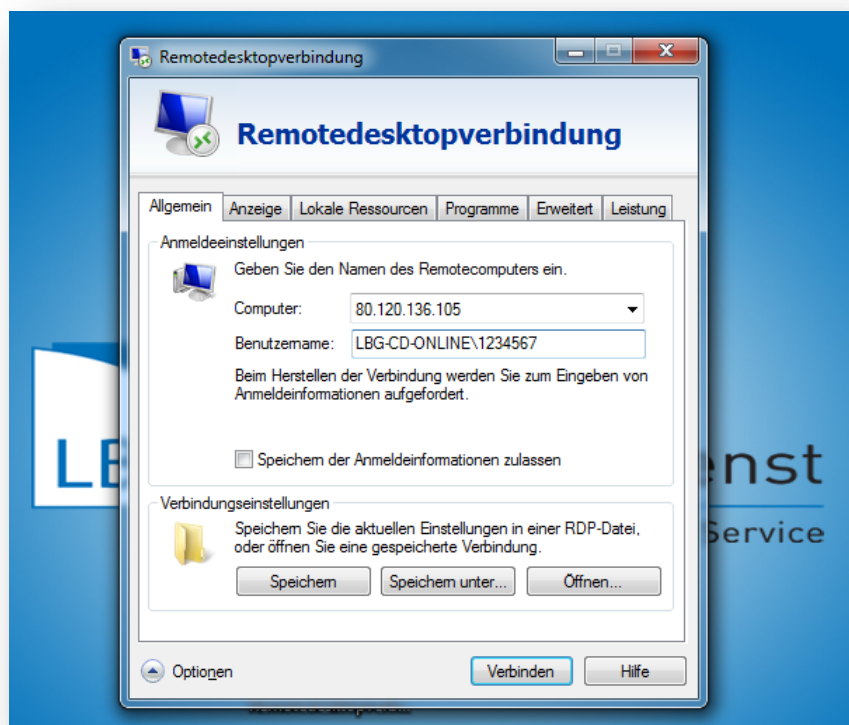 Remotedesktopverbindung
Remotedesktopverbindung
Allgemein Anzeige Lokale Ressourcen Programme Erweitert Leistung
Anmeldeeinstellungen
Geben Sie den Namen des Remotecomputers ein.
Computer: 80.120.136.105
Benutzername: LBG-CD-ONLINE\1234567
Beim Herstellen der Verbindung werden Sie zum Eingeben von
Anmeldeinformationen aufgefordert.
Speichern der Anmeldeinformationen zulassen
Verbindungseinstellungen
Speichern Sie die aktuellen Einstellungen in einer RDP-Datei,
oder öffnen Sie eine gespeicherte Verbindung.
Speichern Speichern unter... Öffnen...
Optionen Verbinden Hilfe
enst
Service